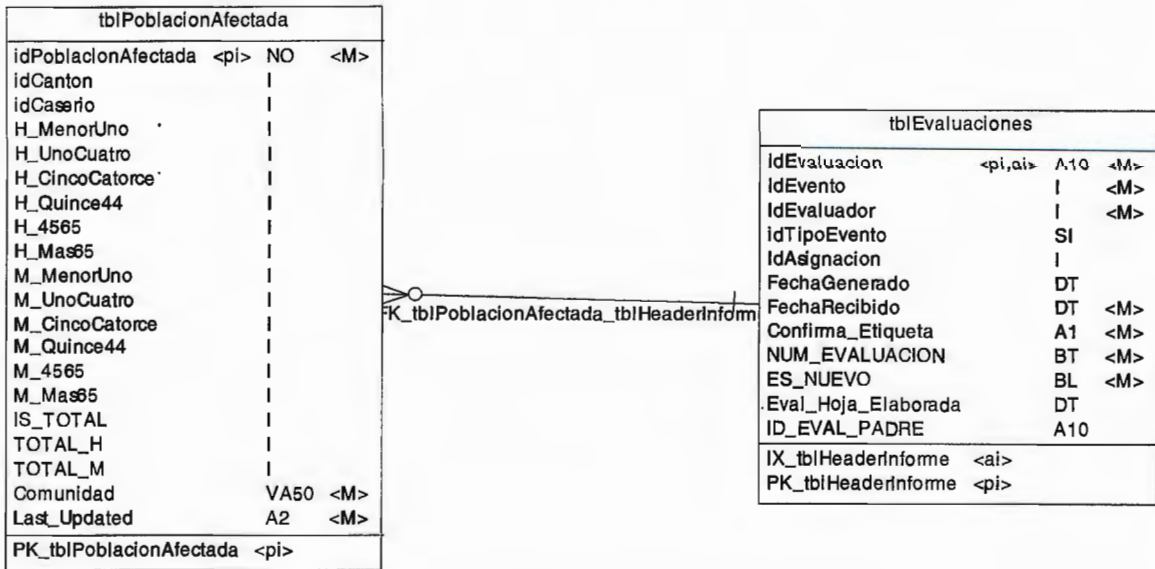 tblPoblacionAfectada
idPoblacionAfectada <pi> NO <M>
idCanton I
idCaserio I
H_MenorUno I
H_UnoCuatro I
H_CincoCatorce I
H_Quince44 I
H_4565 I
H_Mas65 I
M_MenorUno I
M_UnoCuatro I
M_CincoCatorce I
M_Quince44 I
M_4565 I
M_Mas65 I
IS_TOTAL I
TOTAL_H I
TOTAL_M I
Comunidad VA50 <M>
Last_Updated A2 <M>
PK_tblPoblacionAfectada <pi>
FK_tblPoblacionAfectada_tblHeaderInform
tblEvaluaciones
IdEvaluacion <pi,ai> A10 <M>
IdEvento I <M>
IdEvaluador I <M>
idTipoEvento SI
IdAsignacion I
FechaGenerado DT
FechaRecibido DT <M>
Confirma_Etiqueta A1 <M>
NUM_EVALUACION BT <M>
ES_NUEVO BL <M>
Eval_Hoja_Elaborada DT
ID_EVAL_PADRE A10
IX_tblHeaderInforme <ai>
PK_tblHeaderInforme <pi>